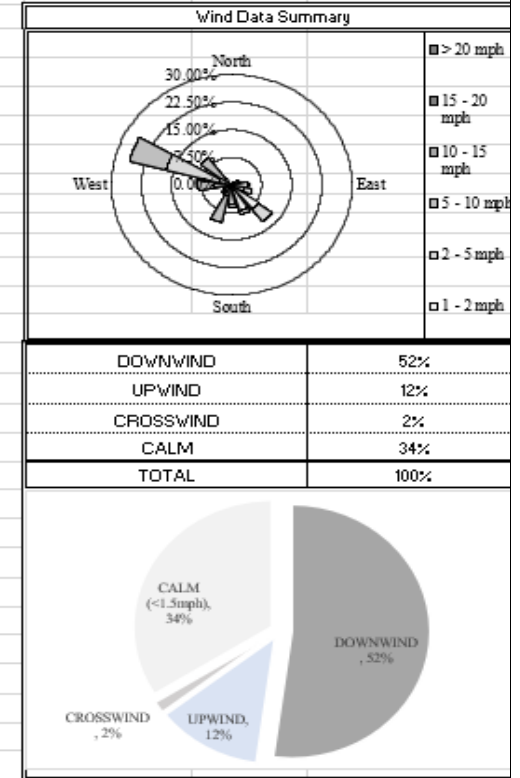 Wind Data Summary
North
30.00%
22.50%
15.00%
7.50%
0.00%
West
East
South
> 20 mph
15 - 20
mph
10 - 15
mph
5 - 10 mph
2 - 5 mph
1 - 2 mph
DOWNWIND 52%
UPWIND 12%
CROSSWIND 2%
CALM 34%
TOTAL 100%
CALM
(<1.5mph),
34%
DOWNWIND
, 52%
CROSSWIND
, 2%
UPWIND,
12%